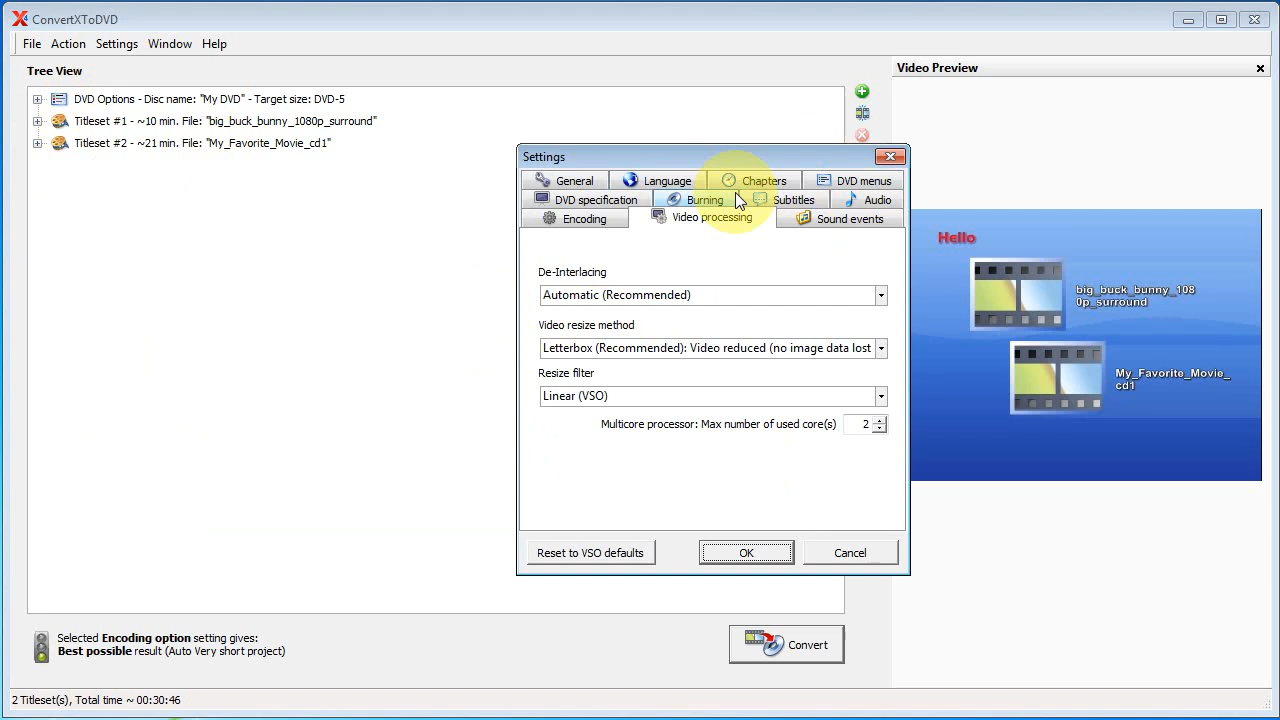 ConvertXToDVD
File Action Settings Window Help
Tree View
DVD Options - Disc name: "My DVD" - Target size: DVD-5
Titleset #1 - ~10 min. File: "big_buck_bunny_1080p_surround"
Titleset #2 - ~21 min. File: "My_Favorite_Movie_cd1"
Video Preview
Hello
big_buck_bunny_108
0p_surround
My_Favorite_Movie_
cd1
Settings
General Language Chapters DVD menus
DVD specification Burning Subtitles Audio
Encoding Video processing Sound events
De-Interlacing
Automatic (Recommended)
Video resize method
Letterbox (Recommended): Video reduced (no image data lost
Resize filter
Linear (VSO)
Multicore processor: Max number of used core(s) 2
Reset to VSO defaults OK Cancel
Selected Encoding option setting gives:
Best possible result (Auto Very short project)
Convert
2 Titleset(s), Total time ~ 00:30:46